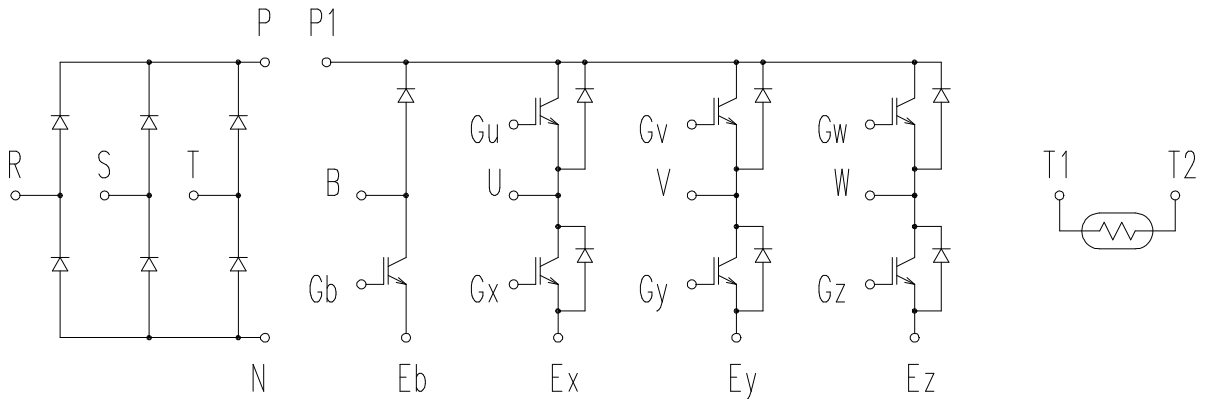 P P1
Gu Gv Gw
R S T B U V W T1 T2
Gb Gx Gy Gz
N Eb Ex Ey Ez